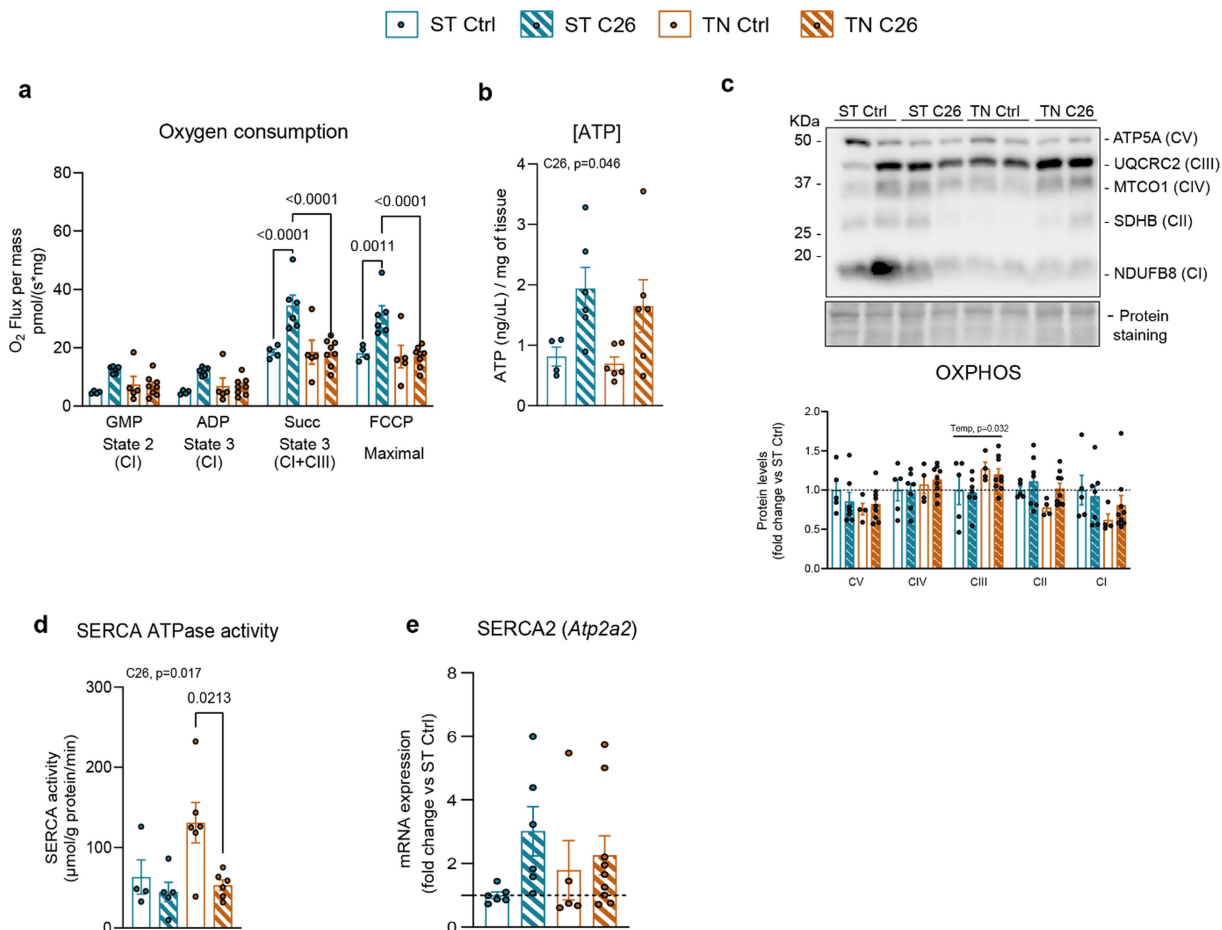 ST Ctrl ST C26 TN Ctrl TN C26
a
Oxygen consumption
O2 Flux per mass
pmol/(s*mg)
80
60
40
20
0
<0.0001
<0.0001
0.0011
<0.0001
GMP ADP Succ FCCP
State 2 State 3 State 3 Maximal
(CI) (CI) (CI+CIII)
b
[ATP]
C26, p=0.046
ATP (ng/uL) / mg of tissue
4
3
2
1
0
c
KDa
ST Ctrl ST C26 TN Ctrl TN C26
50 -
37 -
25 -
20 -
- ATP5A (CV)
- UQCRC2 (CIII)
- MTCO1 (CIV)
- SDHB (CII)
- NDUFB8 (CI)
- Protein
staining
OXPHOS
Protein levels
(fold change vs ST Ctrl)
2.0
1.5
1.0
0.5
0.0
Temp, p=0.032
CV CIV CIII CII CI
d
SERCA ATPase activity
C26, p=0.017
0.0213
SERCA activity
(µmol/g protein/min)
300
200
100
0
e
SERCA2 (Atp2a2)
mRNA expression
(fold change vs ST Ctrl)
8
6
4
2
0